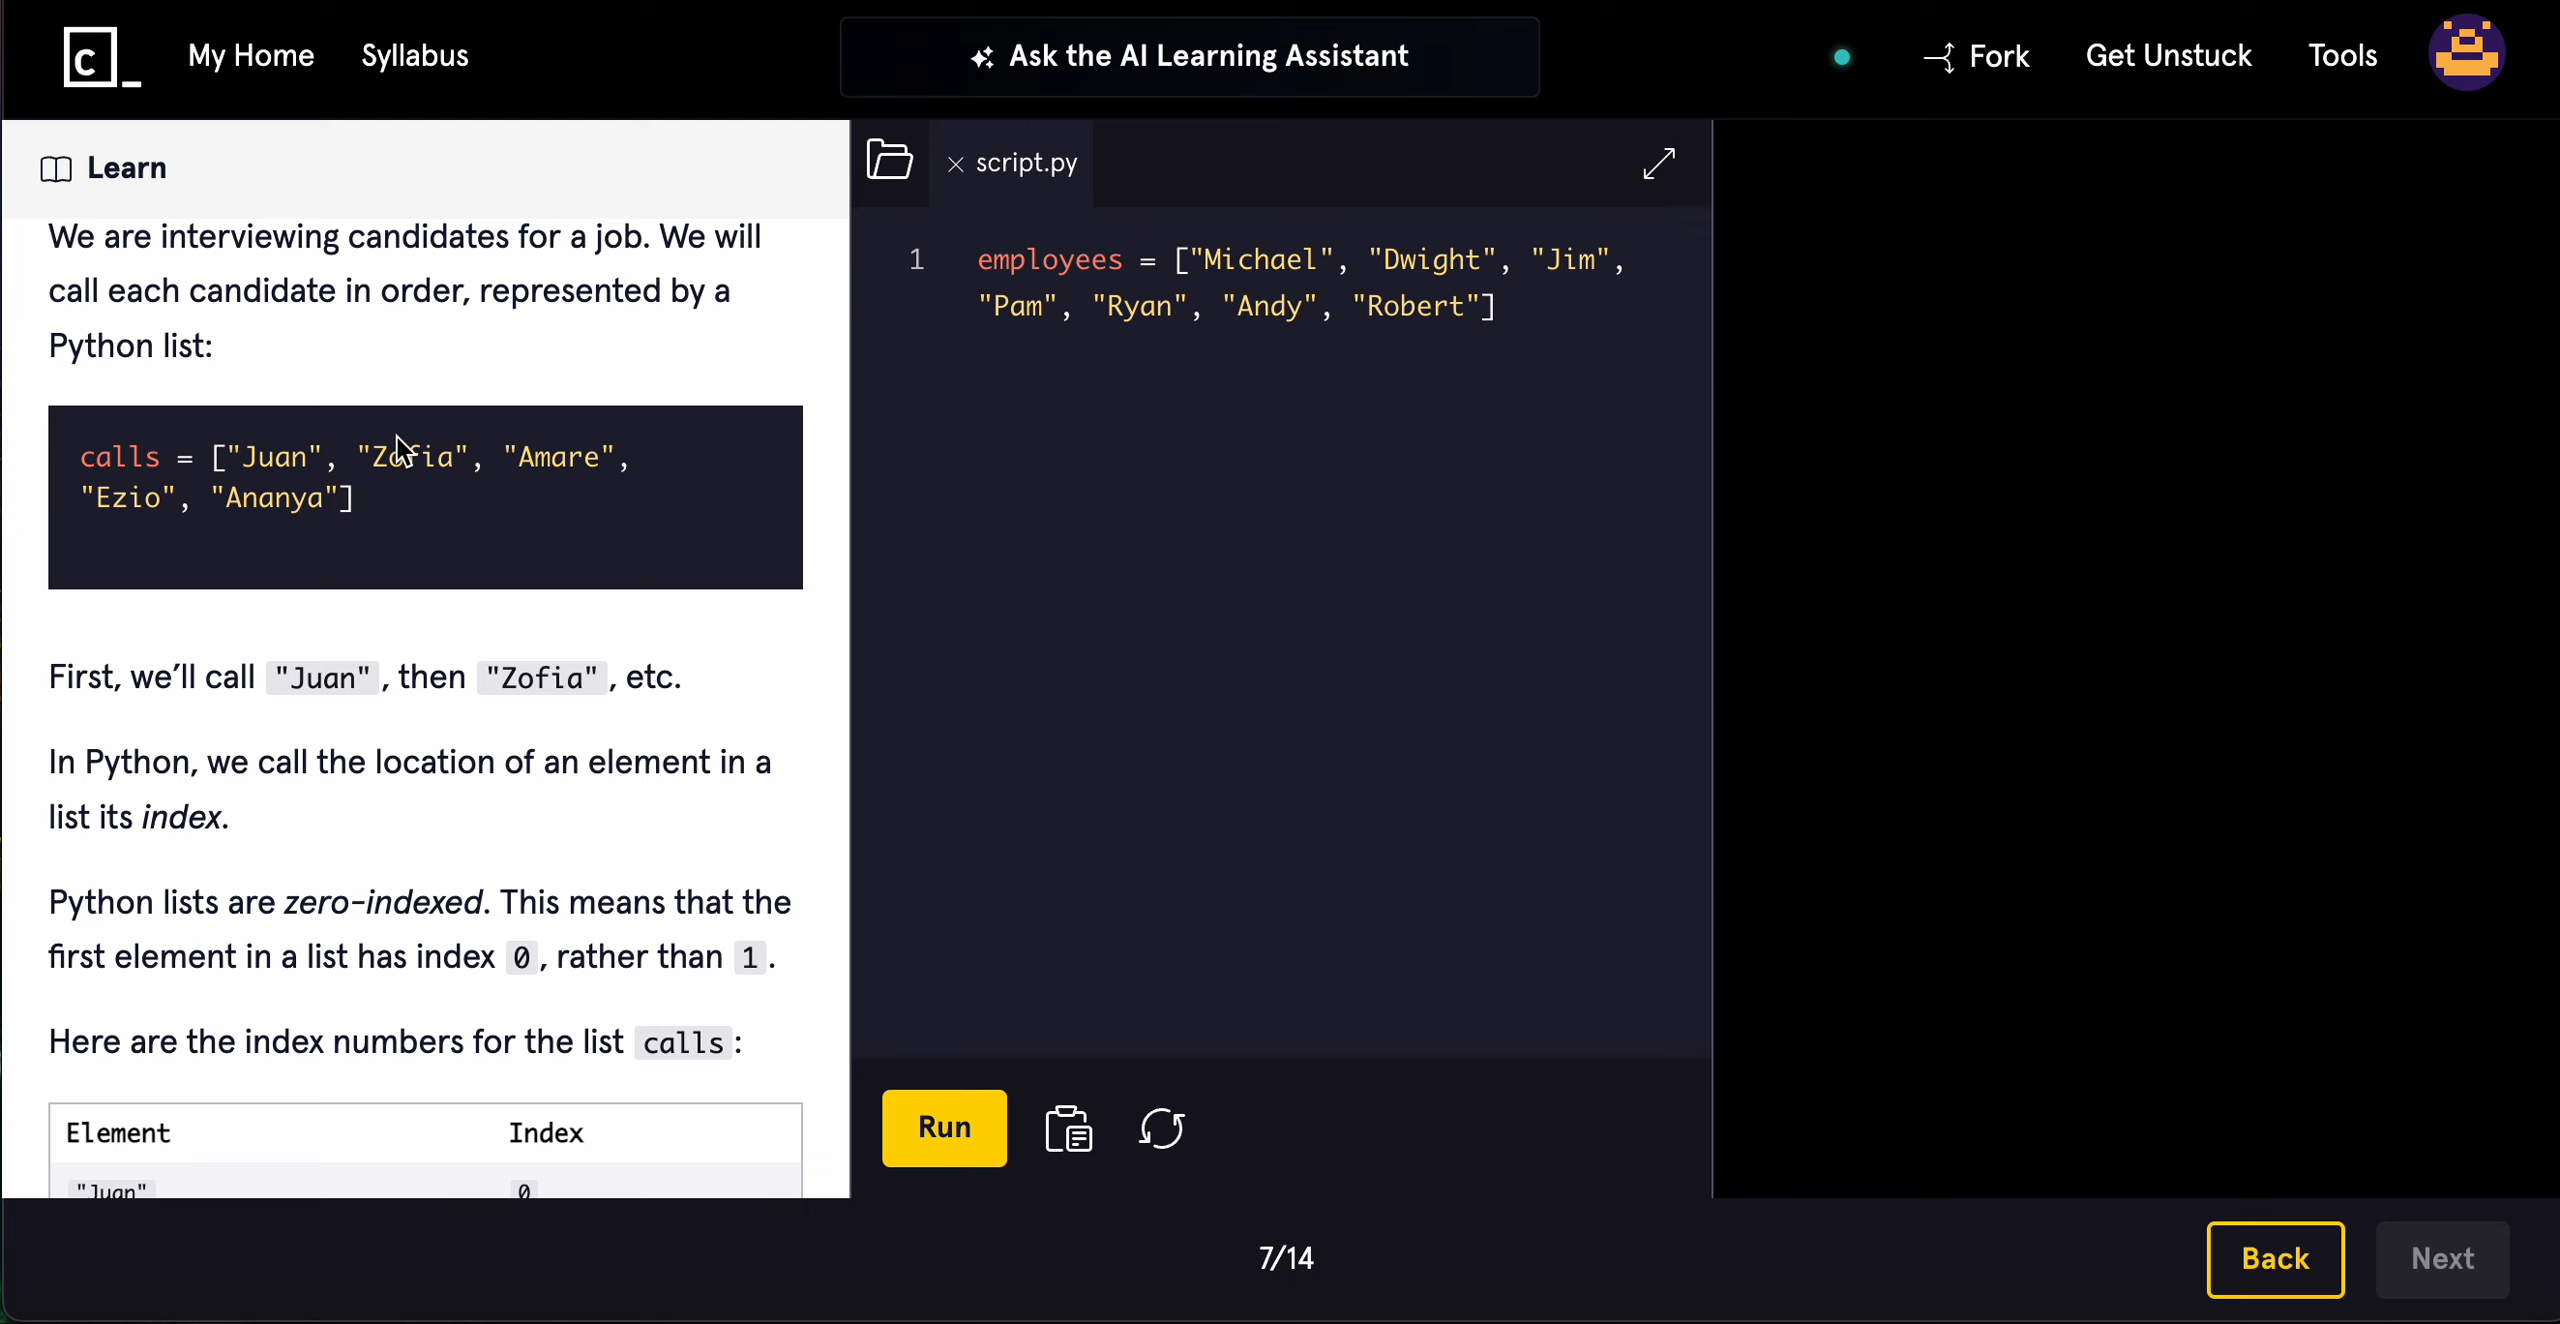 c_
My Home
Syllabus
Ask the AI Learning Assistant
Fork
Get Unstuck
Tools
Learn
We are interviewing candidates for a job. We will
call each candidate in order, represented by a
Python list:
calls = ["Juan", "Zofia", "Amare",
"Ezio", "Ananya"]
First, we’ll call "Juan", then "Zofia", etc.
In Python, we call the location of an element in a
list its index.
Python lists are zero-indexed. This means that the
first element in a list has index 0, rather than 1.
Here are the index numbers for the list calls:
Element Index
"Juan" 0
script.py
1 employees = ["Michael", "Dwight", "Jim",
"Pam", "Ryan", "Andy", "Robert"]
Run
7/14
Back
Next